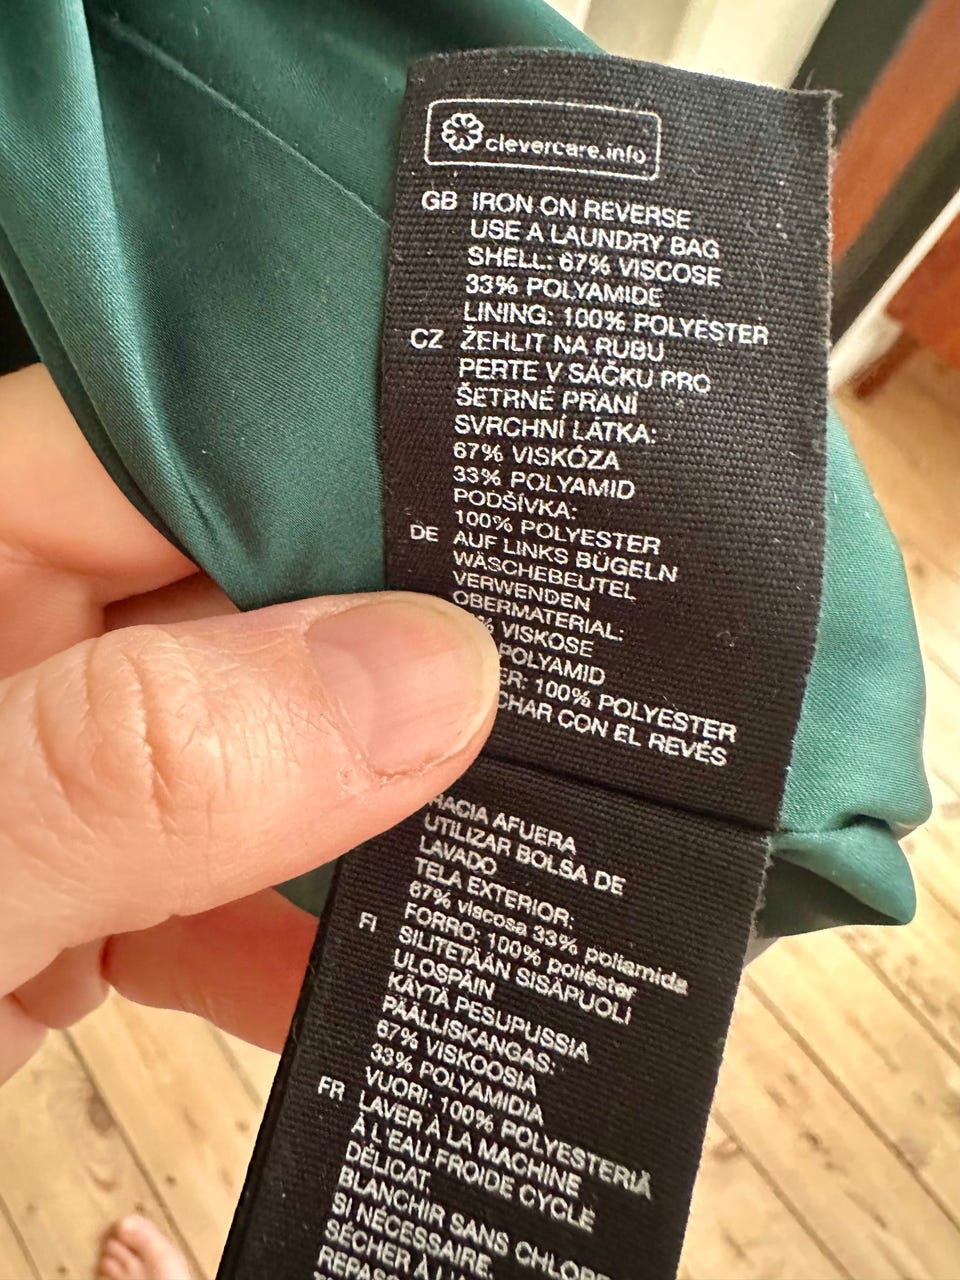 clevercare.info
GB IRON ON REVERSE
USE A LAUNDRY BAG
SHELL: 67% VISCOSE
33% POLYAMIDE
LINING: 100% POLYESTER
CZ ŽEHLIT NA RUBU
PERTE V SÁČKU PRO
ŠETRNÉ PRANÍ
SVRCHNÍ LÁTKA:
67% VISKÓZA
33% POLYAMID
PODŠÍVKA:
100% POLYESTER
DE AUF LINKS BÜGELN
WÄSCHEBEUTEL
VERWENDEN
OBERMATERIAL:
% VISKOSE
POLYAMID
100% POLYESTER
CON EL REVÉS
AFUERA
UTILIZAR BOLSA DE
LAVADO
TELA EXTERIOR:
67% viscosa 33% poliamida
FORRO: 100% poliéster
FI SILITETÄÄN SISÄPUOLI
ULOSPÄIN
KÄYTÄ PESUPUSSIA
PÄÄLLISKANGAS:
67% VISKOOSIA
33% POLYAMIDIA
VUORI: 100% POLYESTERIÄ
FR LAVER À LA MACHINE
À L'EAU FROIDE CYCLE
DÉLICAT.
BLANCHIR SANS
SI NÉCESSAIRE.
SÉCHER À